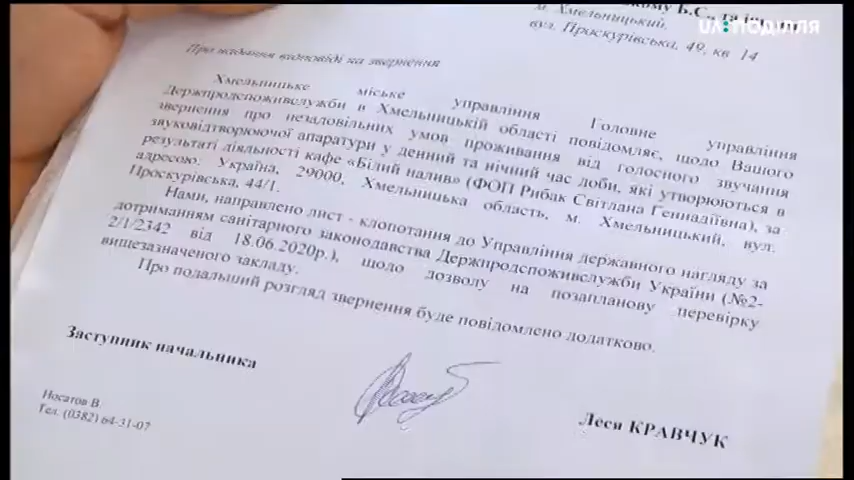 UA:ПОДІЛЛЯ
Б.С., та ін
м. Хмельницький,
вул. Проскурівська, 49, кв 14
Про надання відповіді на звернення
Хмельницьке міське управління Головне управління
Держпродспоживслужби в Хмельницькій області повідомляє, щодо Вашого
звернення про незадовільних умов проживання від голосного звучання
звуковідтворюючої апаратури у денний та нічний час доби, які утворюються в
результаті діяльності кафе «Білий налив» (ФОП Рибак Світлана Геннадіївна), за
адресою: Україна, 29000, Хмельницька область, м. Хмельницький, вул.
Проскурівська, 44/1.
Нами, направлено лист - клопотання до Управління державного нагляду за
дотриманням санітарного законодавства Держпродспоживслужби України (№2-
2/1/2342 від 18.06.2020р.), щодо дозволу на позапланову перевірку
вищезазначеного закладу.
Про подальший розгляд звернення буде повідомлено додатково.
Заступник начальника
Леся КРАВЧУК
Носатов В.
Тел. (0382) 64-31-07